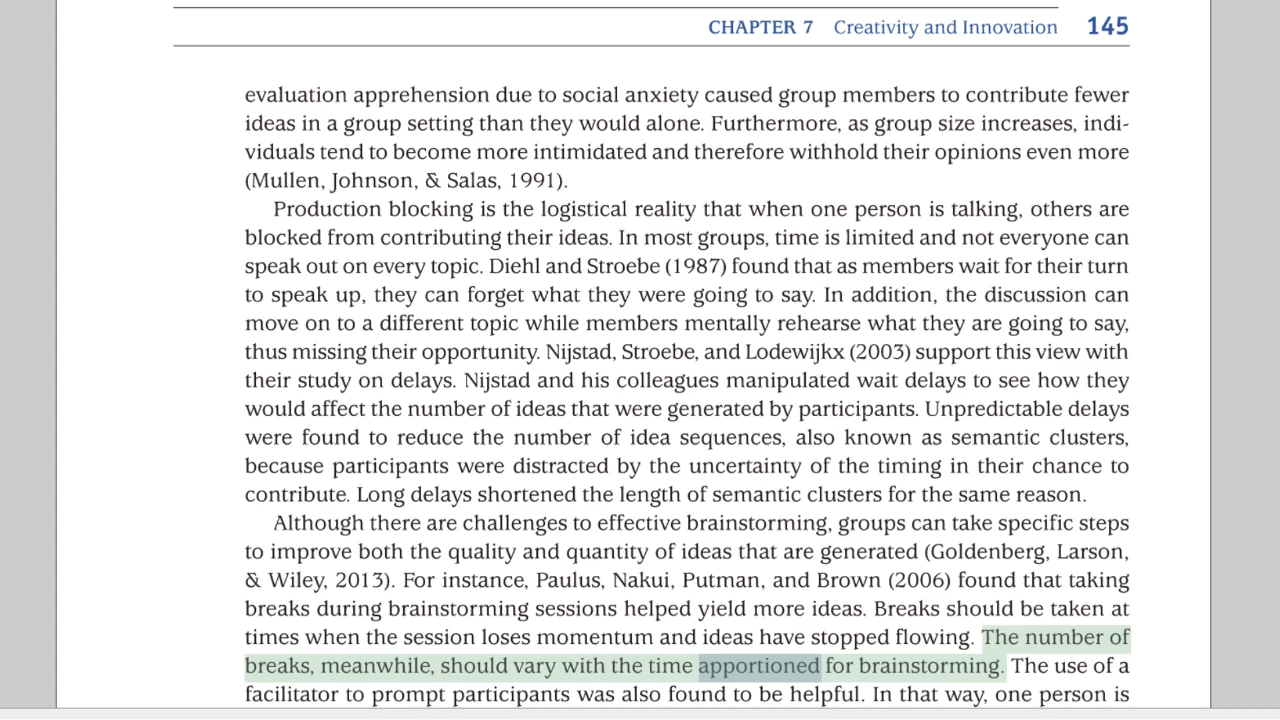 CHAPTER 7 Creativity and Innovation 145
evaluation apprehension due to social anxiety caused group members to contribute fewer
ideas in a group setting than they would alone. Furthermore, as group size increases, indi-
viduals tend to become more intimidated and therefore withhold their opinions even more
(Mullen, Johnson, & Salas, 1991).
Production blocking is the logistical reality that when one person is talking, others are
blocked from contributing their ideas. In most groups, time is limited and not everyone can
speak out on every topic. Diehl and Stroebe (1987) found that as members wait for their turn
to speak up, they can forget what they were going to say. In addition, the discussion can
move on to a different topic while members mentally rehearse what they are going to say,
thus missing their opportunity. Nijstad, Stroebe, and Lodewijkx (2003) support this view with
their study on delays. Nijstad and his colleagues manipulated wait delays to see how they
would affect the number of ideas that were generated by participants. Unpredictable delays
were found to reduce the number of idea sequences, also known as semantic clusters,
because participants were distracted by the uncertainty of the timing in their chance to
contribute. Long delays shortened the length of semantic clusters for the same reason.
Although there are challenges to effective brainstorming, groups can take specific steps
to improve both the quality and quantity of ideas that are generated (Goldenberg, Larson,
& Wiley, 2013). For instance, Paulus, Nakui, Putman, and Brown (2006) found that taking
breaks during brainstorming sessions helped yield more ideas. Breaks should be taken at
times when the session loses momentum and ideas have stopped flowing. The number of
breaks, meanwhile, should vary with the time apportioned for brainstorming. The use of a
facilitator to prompt participants was also found to be helpful. In that way, one person is